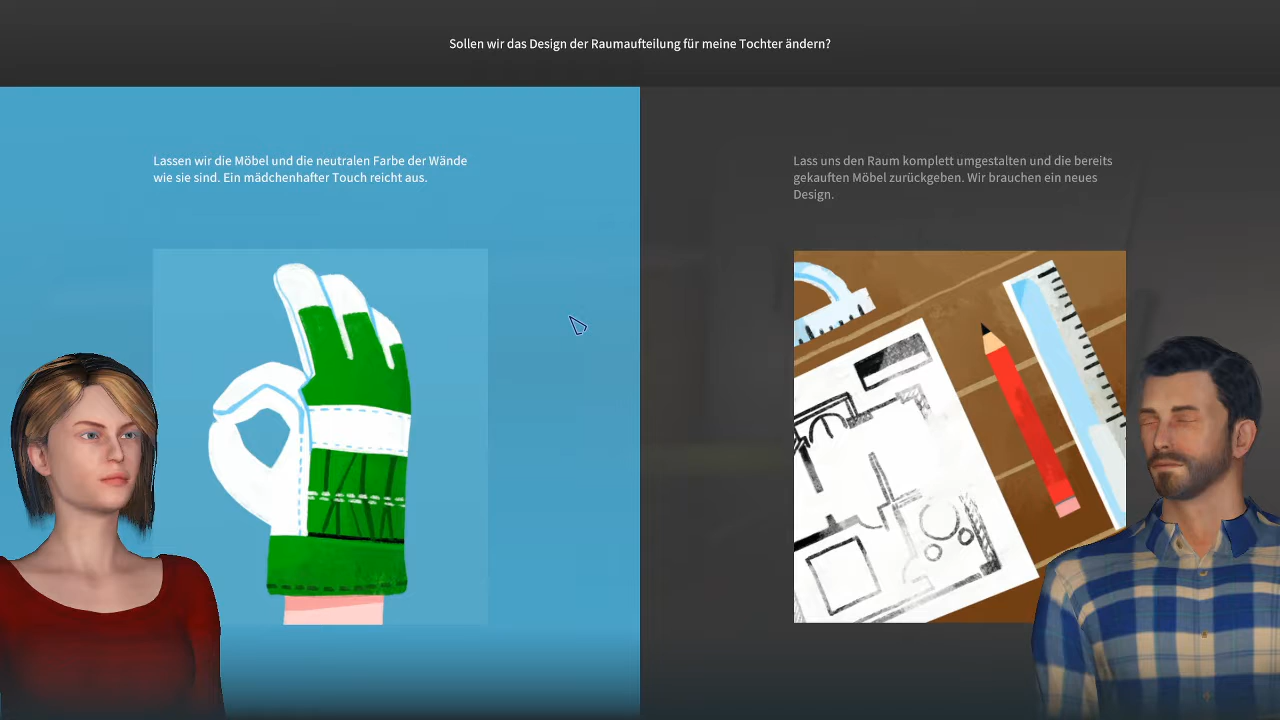 Sollen wir das Design der Raumaufteilung für meine Tochter ändern?
Lassen wir die Möbel und die neutralen Farbe der Wände
wie sie sind. Ein mädchenhafter Touch reicht aus.
Lass uns den Raum komplett umgestalten und die bereits
gekauften Möbel zurückgeben. Wir brauchen ein neues
Design.